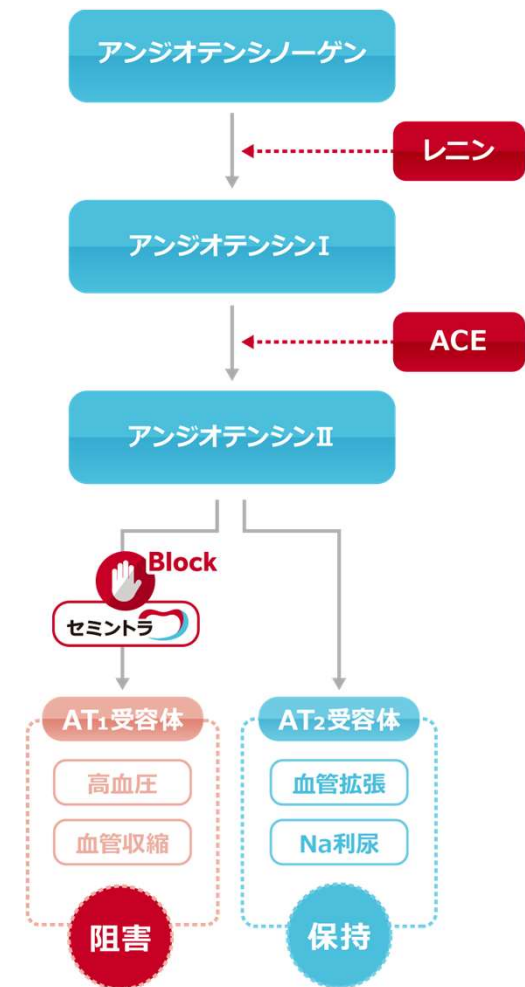 アンジオテンシノーゲン
レニン
アンジオテンシンI
ACE
アンジオテンシンII
Block
セミントラ
AT₁受容体
高血圧
血管収縮
阻害
AT₂受容体
血管拡張
Na利尿
保持